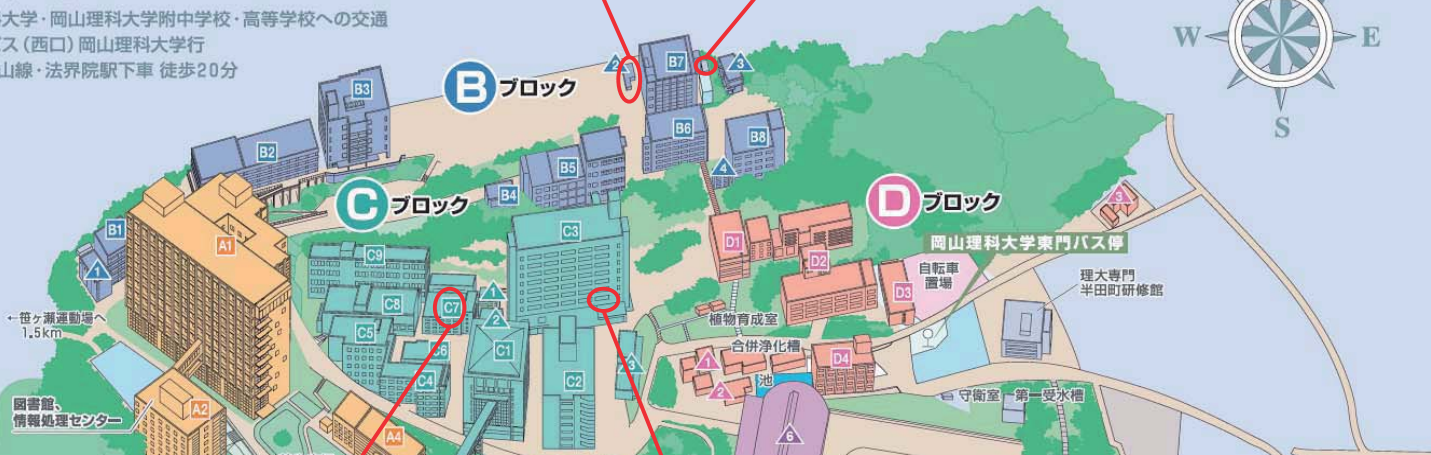 大学・岡山理科大学附中学校・高等学校への交通
ス(西口)岡山理科大学行
山線・法界院駅下車 徒歩20分
W
E
S
B7
2
3
B ブロック
B3
B6
B8
B2
B5
4
B4
C ブロック
D ブロック
3
B1
A1
C3
D1
岡山理科大学東門バス停
C9
D2
自転車
置場
理大専門
半田町研修館
1
1
C8
C7
D3
←笹ヶ瀬運動場へ
1.5km
2
植物育成室
C5
C6
C1
合併浄化槽
D4
C4
C2
3
1
池
2
守衛室
第一受水槽
図書館、
情報処理センター
A2
A4
6